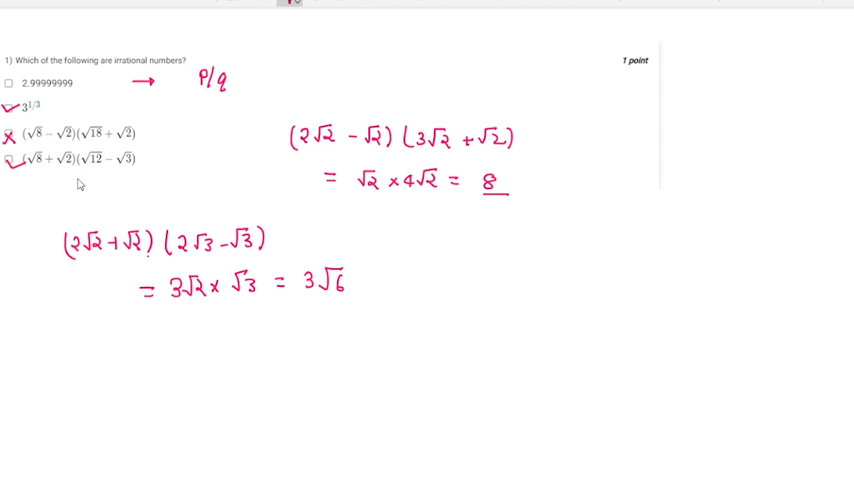 1) Which of the following are irrational numbers? 1 point
2.99999999 → p/q
3^{1/3}
(√8 − √2)(√18 + √2)
(√8 + √2)(√12 − √3)
(2√2 − √2) (3√2 + √2)
= √2 × 4√2 = 8
(2√2 + √2) (2√3 − √3)
= 3√2 × √3 = 3√6